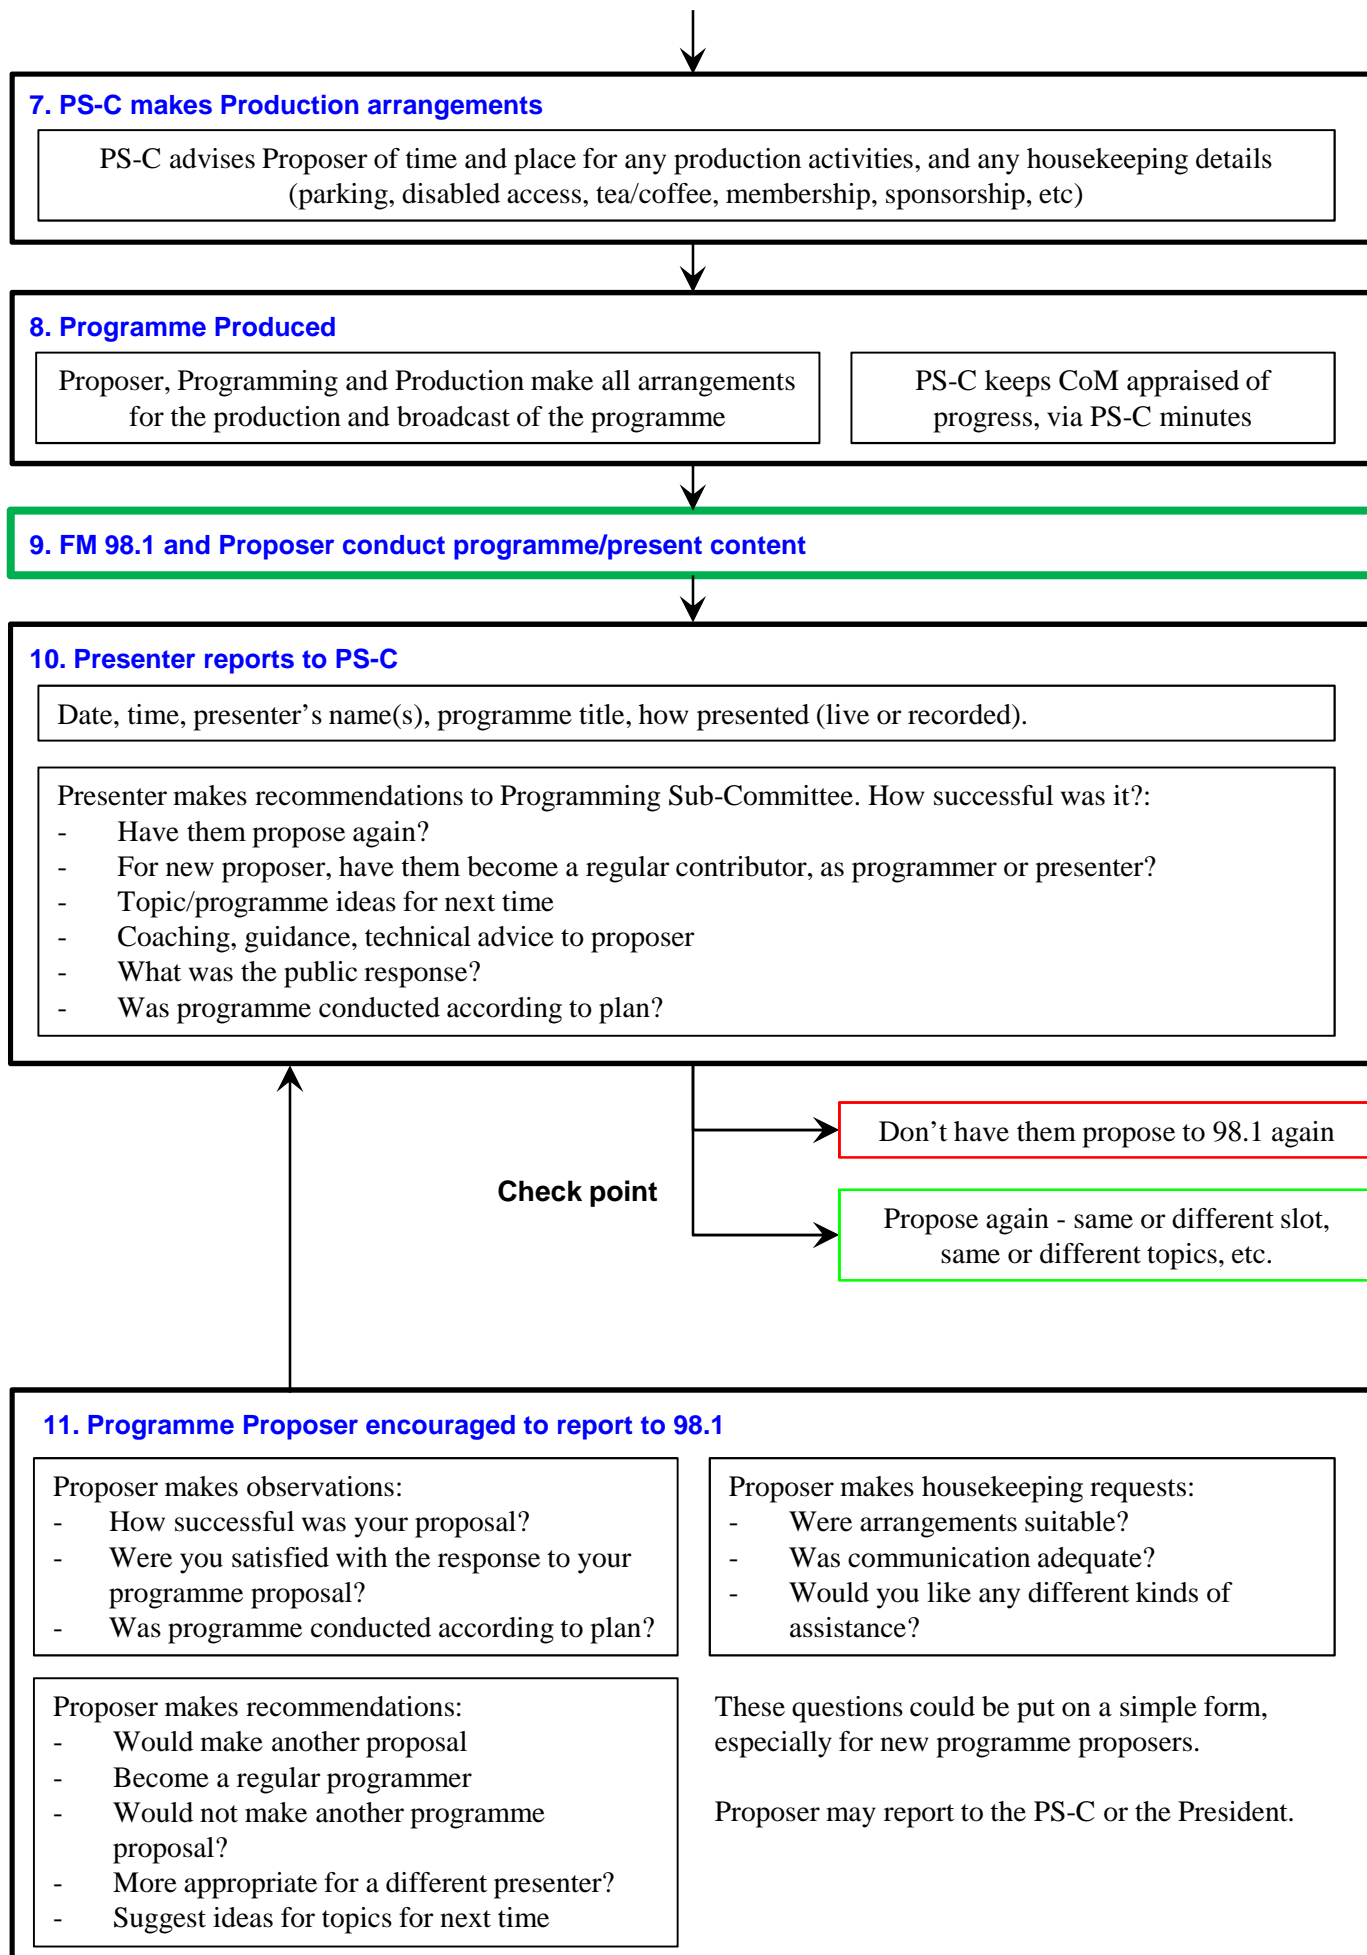 7. PS-C makes Production arrangements
PS-C advises Proposer of time and place for any production activities, and any housekeeping details
(parking, disabled access, tea/coffee, membership, sponsorship, etc)
8. Programme Produced
Proposer, Programming and Production make all arrangements
for the production and broadcast of the programme
PS-C keeps CoM appraised of
progress, via PS-C minutes
9. FM 98.1 and Proposer conduct programme/present content
10. Presenter reports to PS-C
Date, time, presenter’s name(s), programme title, how presented (live or recorded).
Presenter makes recommendations to Programming Sub-Committee. How successful was it?:
- Have them propose again?
- For new proposer, have them become a regular contributor, as programmer or presenter?
- Topic/programme ideas for next time
- Coaching, guidance, technical advice to proposer
- What was the public response?
- Was programme conducted according to plan?
Don’t have them propose to 98.1 again
Check point
Propose again - same or different slot,
same or different topics, etc.
11. Programme Proposer encouraged to report to 98.1
Proposer makes observations:
- How successful was your proposal?
- Were you satisfied with the response to your
programme proposal?
- Was programme conducted according to plan?
Proposer makes housekeeping requests:
- Were arrangements suitable?
- Was communication adequate?
- Would you like any different kinds of
assistance?
Proposer makes recommendations:
- Would make another proposal
- Become a regular programmer
- Would not make another programme
proposal?
- More appropriate for a different presenter?
- Suggest ideas for topics for next time
These questions could be put on a simple form,
especially for new programme proposers.
Proposer may report to the PS-C or the President.